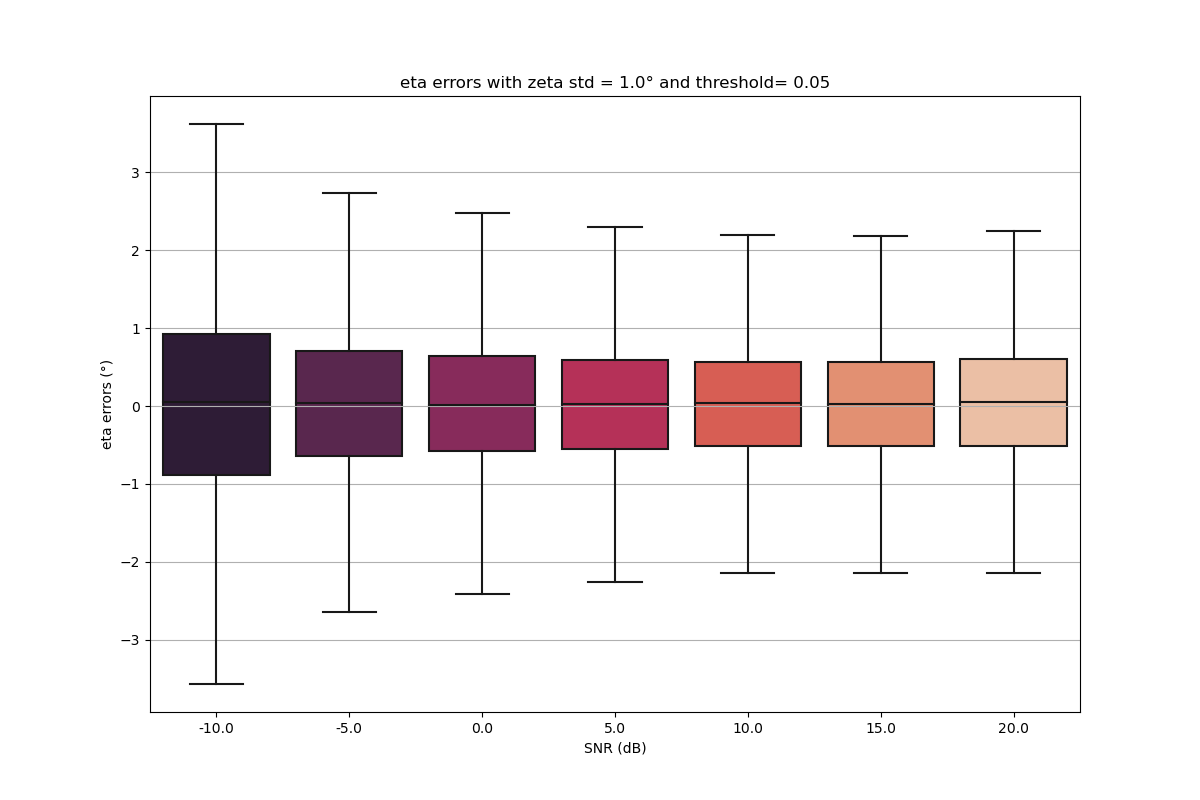 eta errors with zeta std = 1.0° and threshold= 0.05
eta errors (°)
3
2
1
0
−1
−2
−3
-10.0 -5.0 0.0 5.0 10.0 15.0 20.0
SNR (dB)